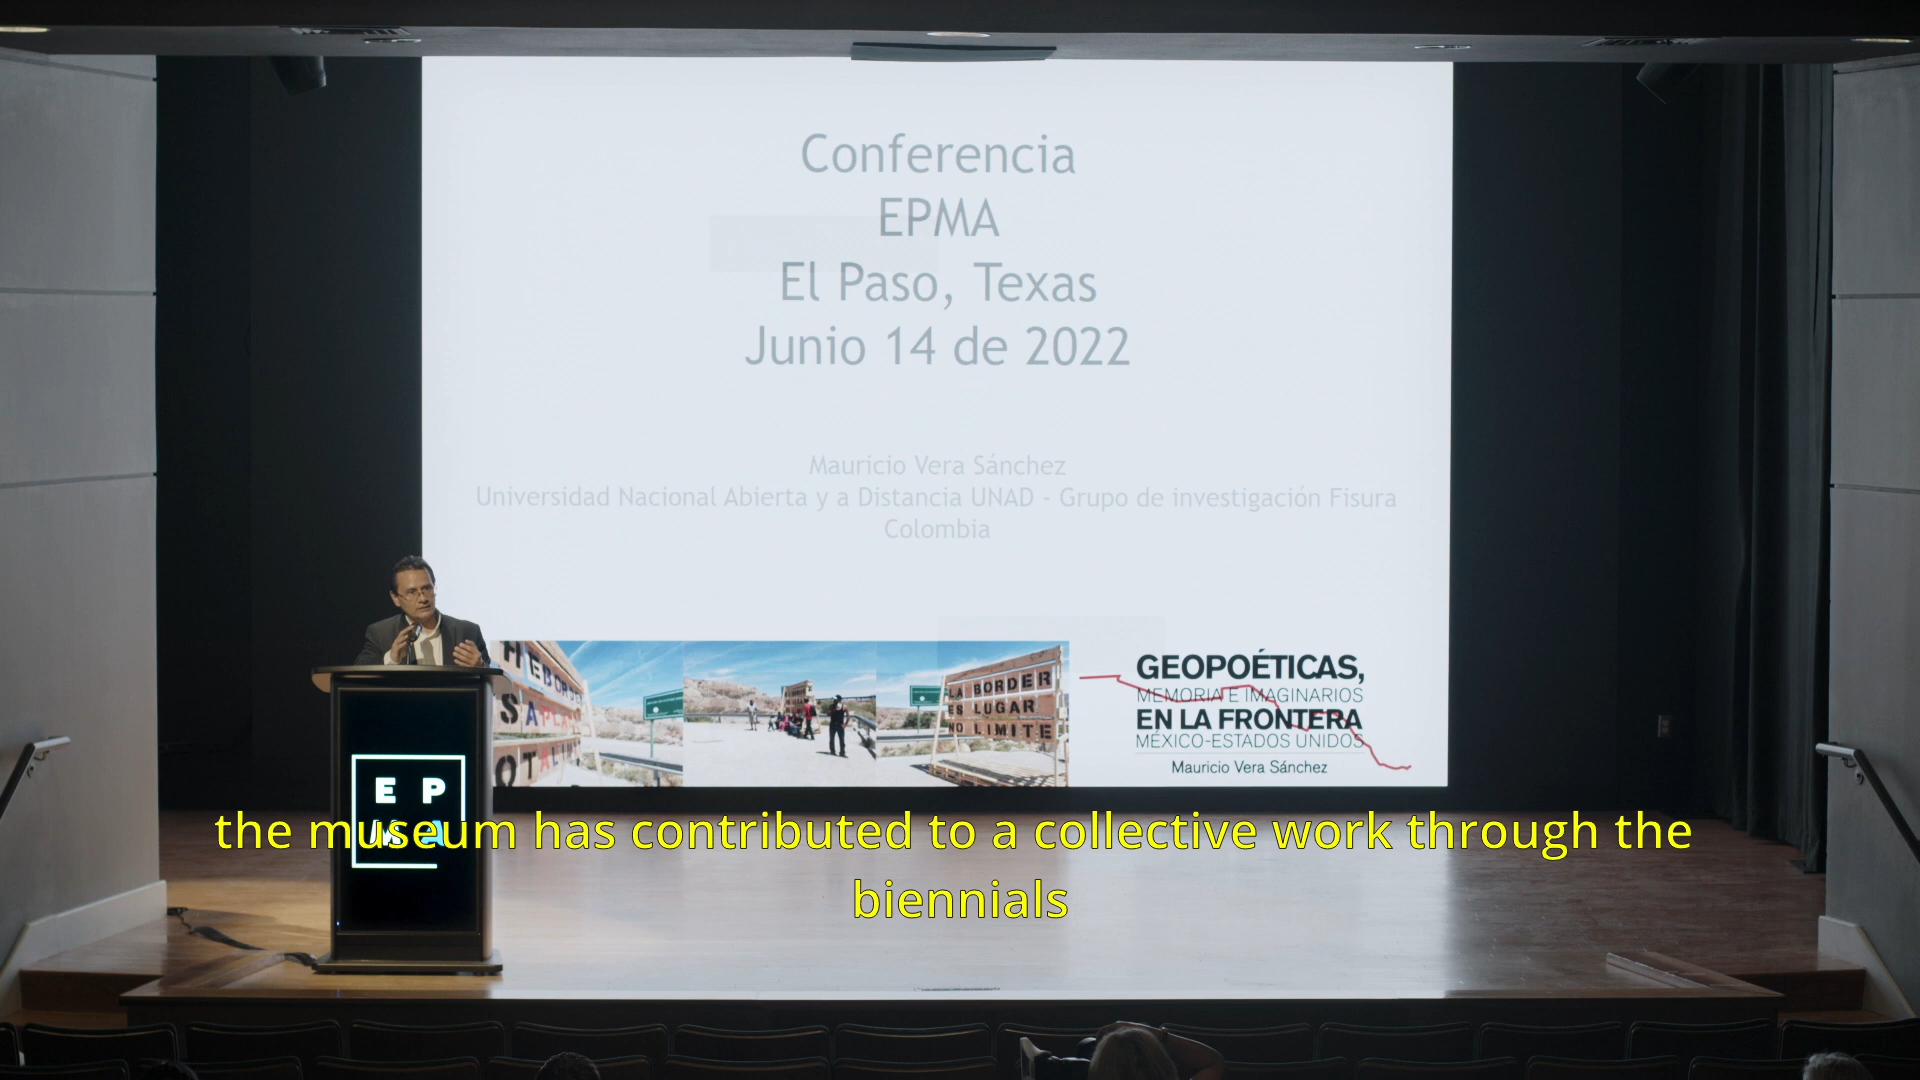 Conferencia
EPMA
El Paso, Texas
Junio 14 de 2022
Mauricio Vera Sánchez
Universidad Nacional Abierta y a Distancia UNAD - Grupo de investigación Fisura
Colombia
LA BORDER
ES LUGAR
NO LIMITE
GEOPOÉTICAS,
MEMORIA E IMAGINARIOS
EN LA FRONTERA
MÉXICO-ESTADOS UNIDOS
Mauricio Vera Sánchez
E P
M A
the museum has contributed to a collective work through the
biennials